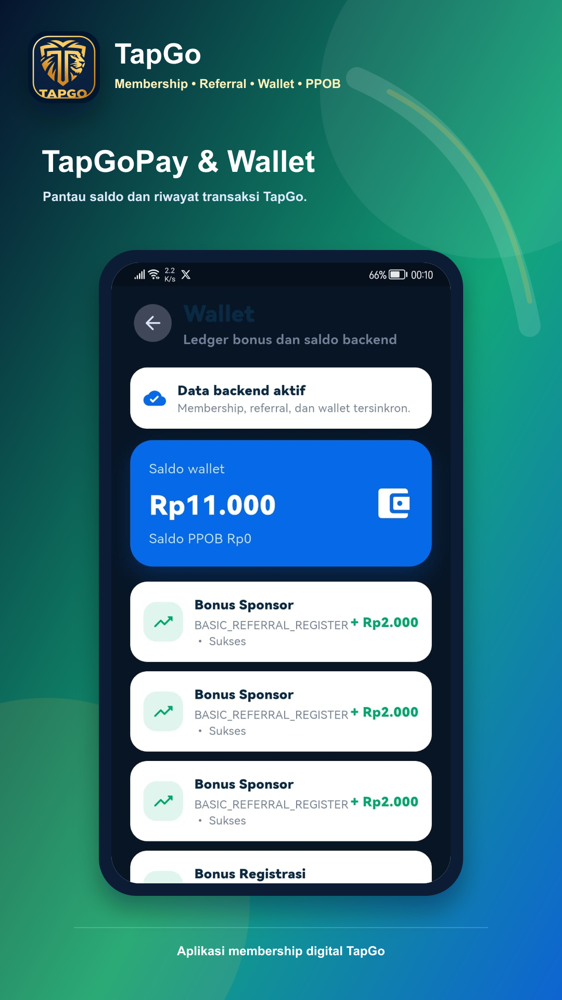 TAPGO
TapGo
Membership • Referral • Wallet • PPOB
TapGoPay & Wallet
Pantau saldo dan riwayat transaksi TapGo.
2.2
K/s
66%
00:10
Wallet
Ledger bonus dan saldo backend
Data backend aktif
Membership, referral, dan wallet tersinkron.
Saldo wallet
Rp11.000
Saldo PPOB Rp0
Bonus Sponsor
BASIC_REFERRAL_REGISTER + Rp2.000
• Sukses
Bonus Sponsor
BASIC_REFERRAL_REGISTER + Rp2.000
• Sukses
Bonus Sponsor
BASIC_REFERRAL_REGISTER + Rp2.000
• Sukses
Bonus Registrasi
Aplikasi membership digital TapGo